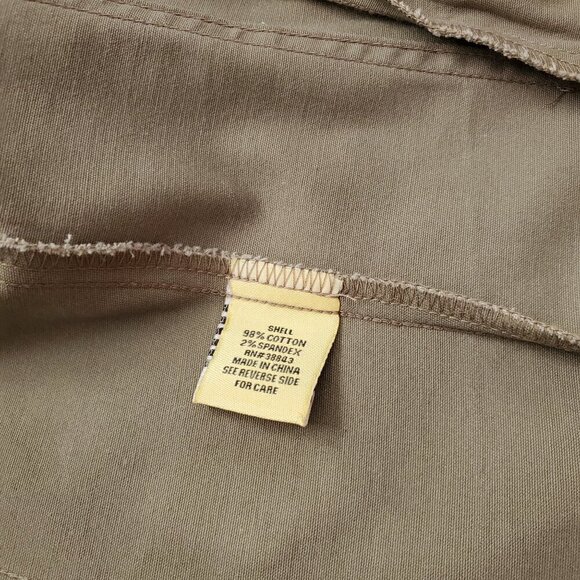 SHELL
98% COTTON
2% SPANDEX
RN#38843
MADE IN CHINA
SEE REVERSE SIDE
FOR CARE